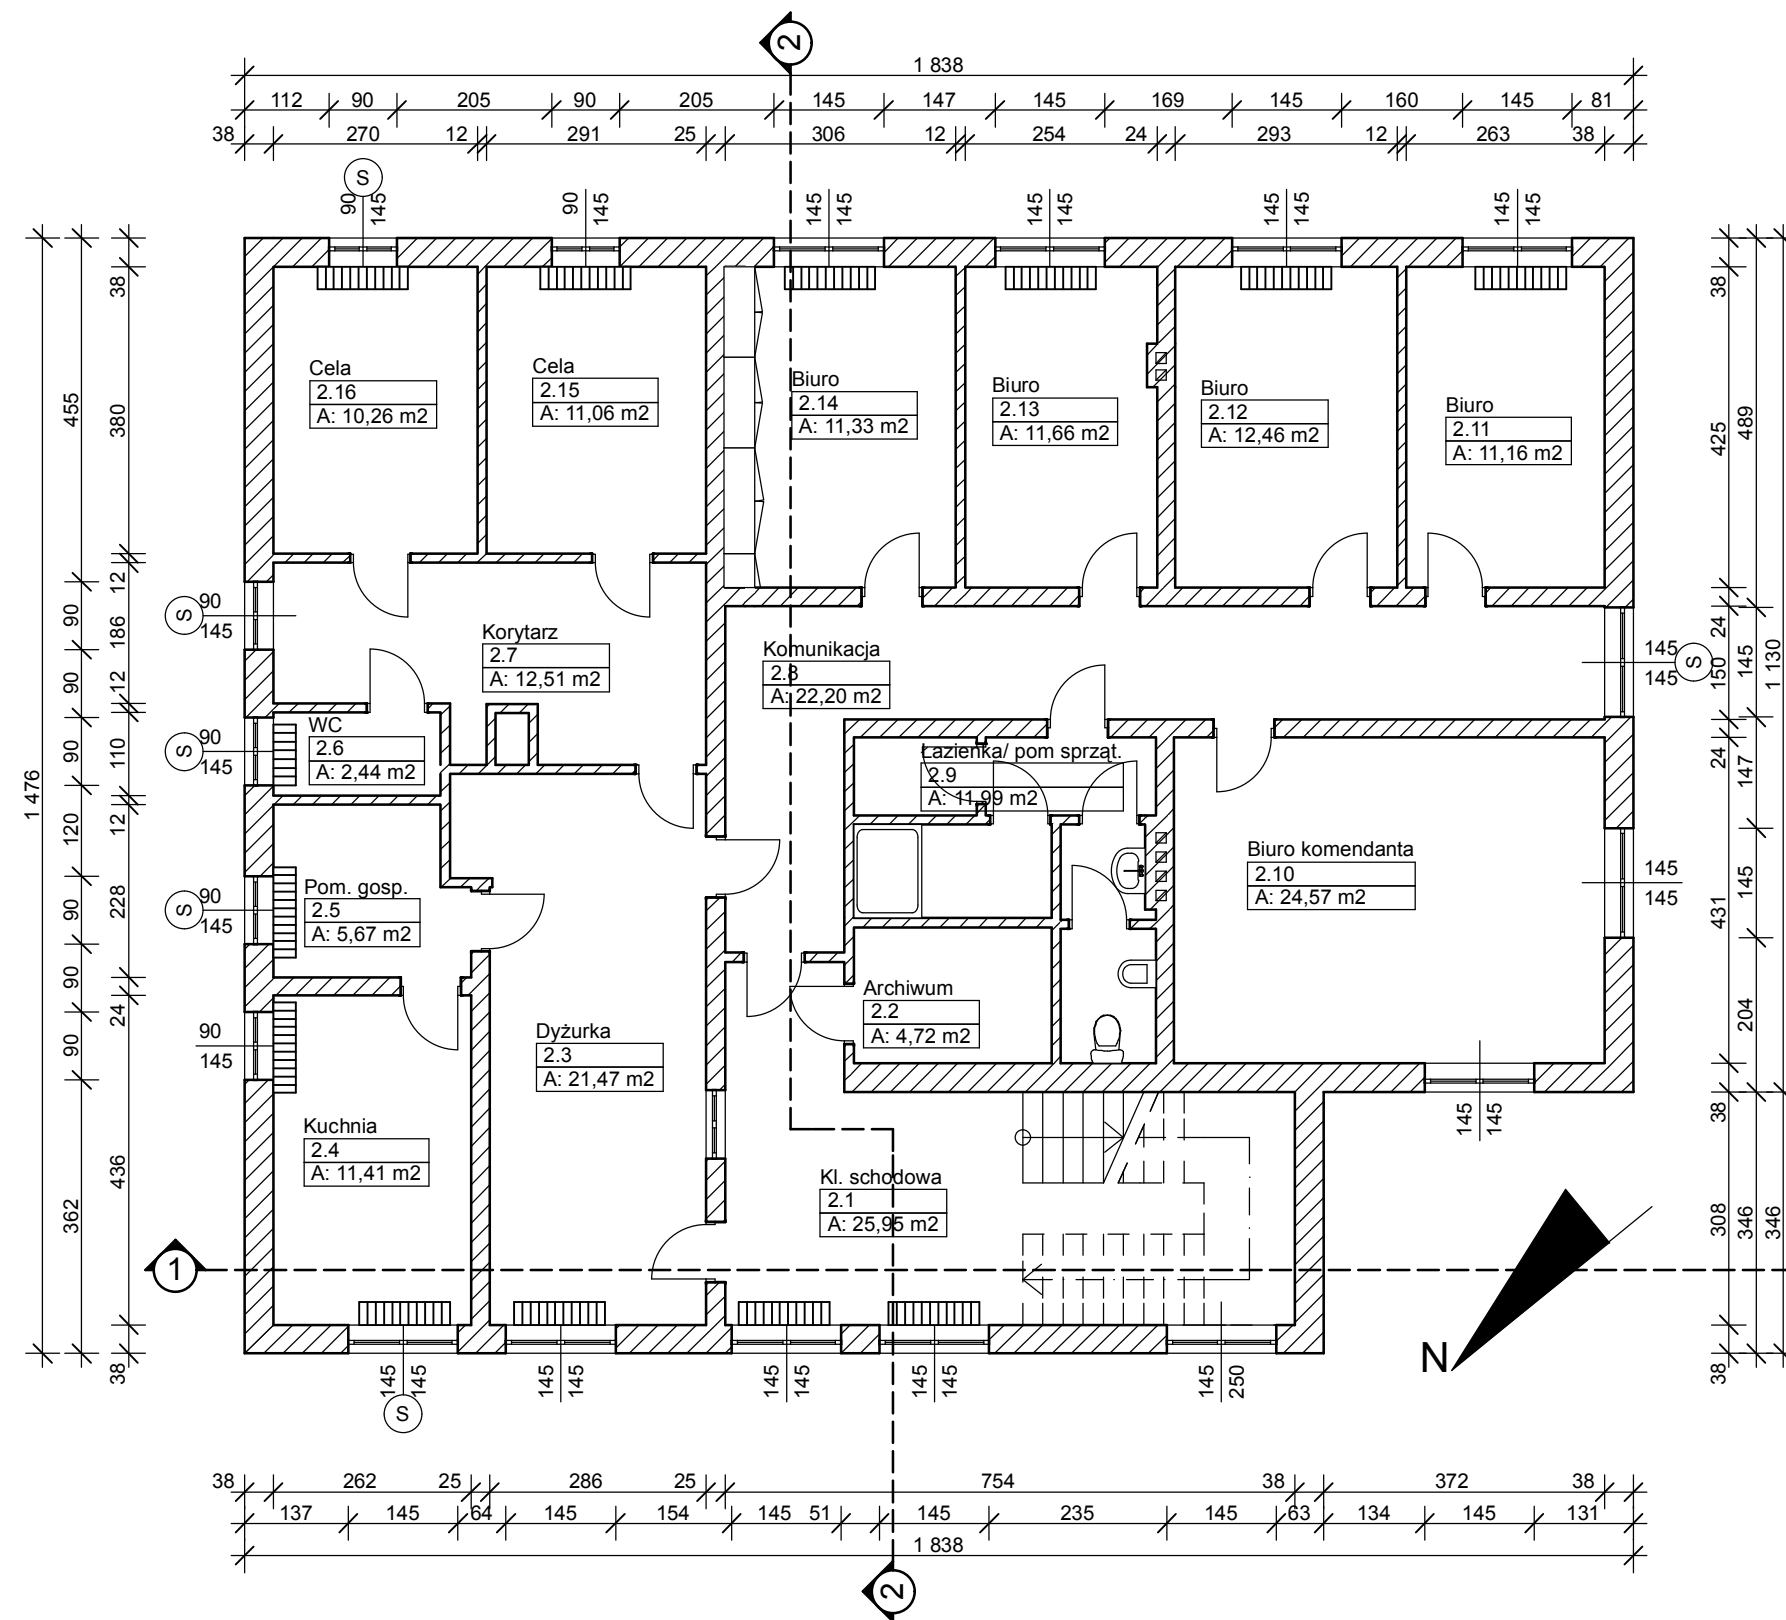 2
1 838
112 90 205 90 205 145 147 145 169 145 160 145 81
38 270 12 291 25 306 12 254 24 293 12 263 38
S
90 145
90 145
145 145
145 145
145 145
145 145
1 476
455 90 90 90 120 90 90 90 362
38 380 12 186 12 110 12 228 24 436 38
Cela
2.16
A: 10,26 m2
Cela
2.15
A: 11,06 m2
Biuro
2.14
A: 11,33 m2
Biuro
2.13
A: 11,66 m2
Biuro
2.12
A: 12,46 m2
Biuro
2.11
A: 11,16 m2
38 425 24 150 24 431 38 308 38
489 145 147 145 204 346
1 130 346
S
90
145
Korytarz
2.7
A: 12,51 m2
Komunikacja
2.8
A: 22,20 m2
145
145
S
S
90
145
WC
2.6
A: 2,44 m2
Łazienka/ pom sprząt.
2.9
A: 11,99 m2
Biuro komendanta
2.10
A: 24,57 m2
145
145
S
90
145
Pom. gosp.
2.5
A: 5,67 m2
90
145
Dyżurka
2.3
A: 21,47 m2
Archiwum
2.2
A: 4,72 m2
Kuchnia
2.4
A: 11,41 m2
145 145
Kl. schodowa
2.1
A: 25,95 m2
1
N
145 145
145 145
145 145
145 145
145 250
S
38 262 25 286 25 754 38 372 38
137 145 64 145 154 145 51 145 235 145 63 134 145 131
1 838
2